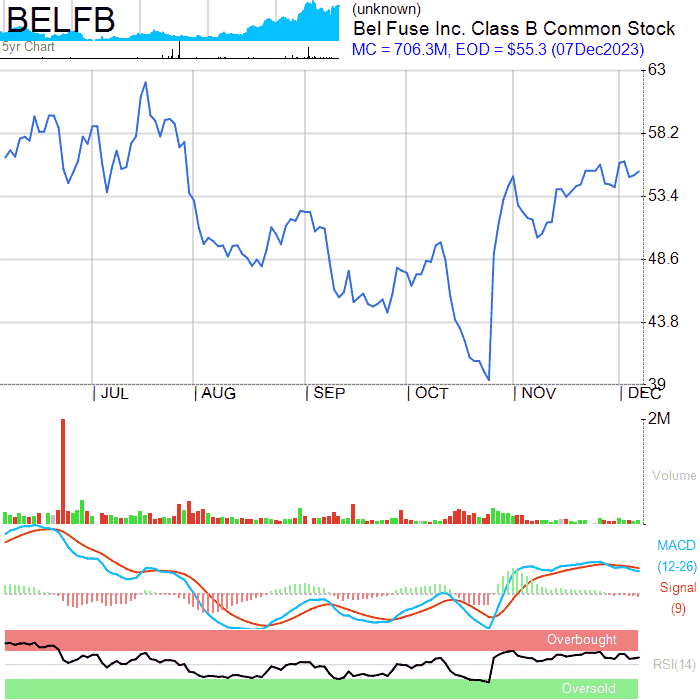 BELFB
5yr Chart
(unknown)
Bel Fuse Inc. Class B Common Stock
MC = 706.3M, EOD = $55.3 (07Dec2023)
63
58.2
53.4
48.6
43.8
39
JUL
AUG
SEP
OCT
NOV
DEC
2M
Volume
MACD
(12-26)
Signal
(9)
Overbought
RSI(14)
Oversold